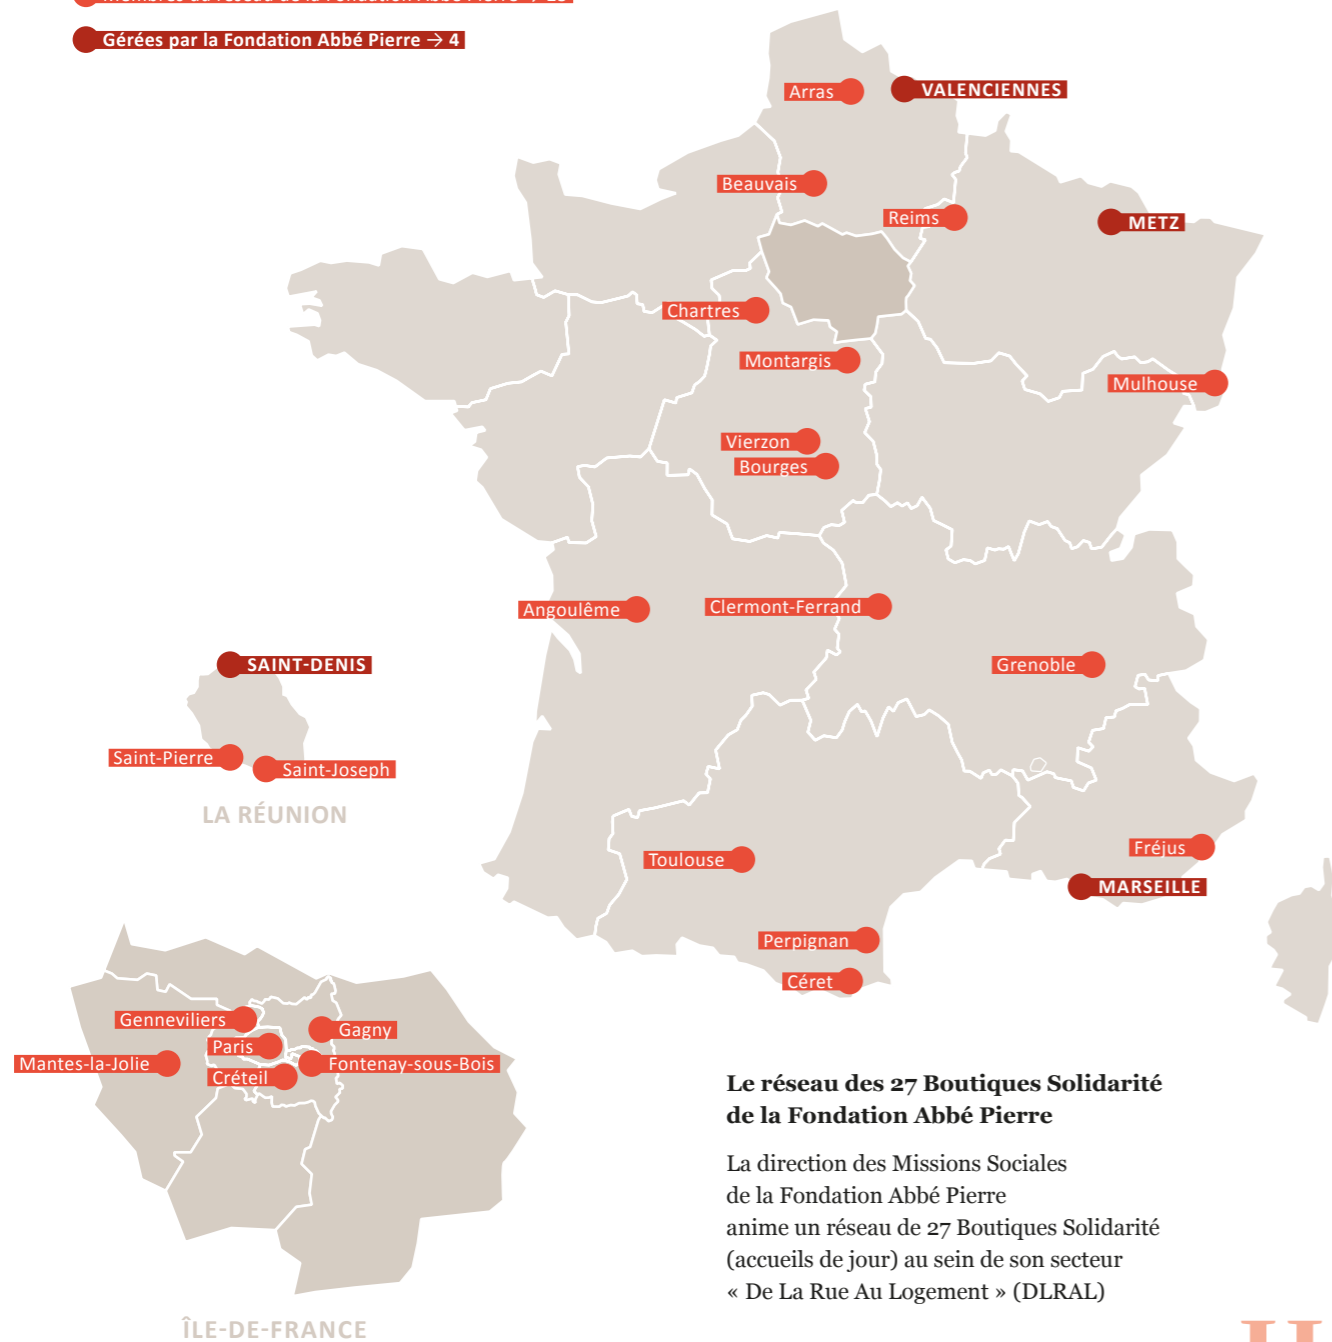 Gérées par la Fondation Abbé Pierre → 4
Arras
VALENCIENNES
Beauvais
Reims
METZ
Chartres
Montargis
Mulhouse
Vierzon
Bourges
Angoulême
Clermont-Ferrand
Grenoble
SAINT-DENIS
Saint-Pierre
Saint-Joseph
LA RÉUNION
Toulouse
Fréjus
MARSEILLE
Perpignan
Céret
Gennevilliers
Gagny
Paris
Mantes-la-Jolie
Fontenay-sous-Bois
Créteil
ÎLE-DE-FRANCE
Le réseau des 27 Boutiques Solidarité
de la Fondation Abbé Pierre
La direction des Missions Sociales
de la Fondation Abbé Pierre
anime un réseau de 27 Boutiques Solidarité
(accueils de jour) au sein de son secteur
« De La Rue Au Logement » (DLRAL)